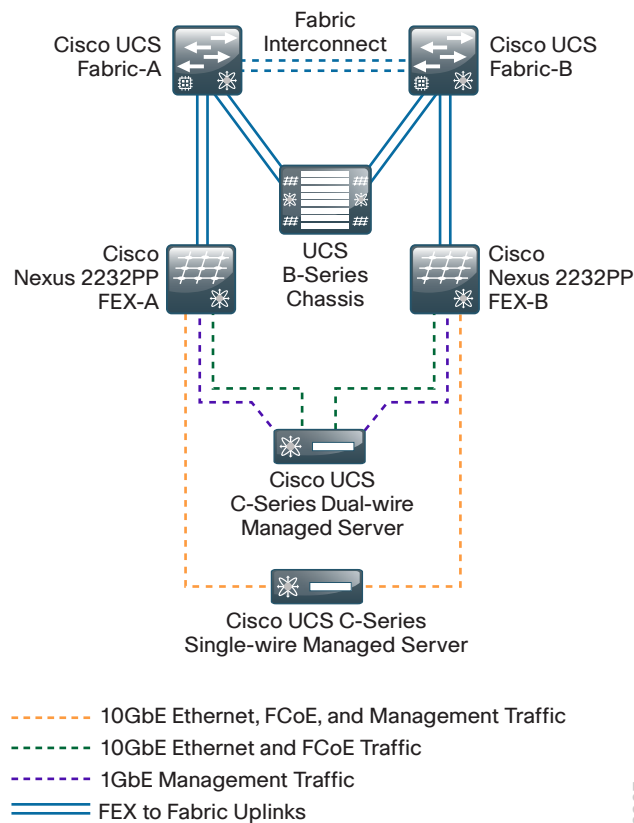 Fabric
Interconnect
Cisco UCS
Fabric-A
Cisco UCS
Fabric-B
UCS
B-Series
Chassis
Cisco
Nexus 2232PP
FEX-A
Cisco
Nexus 2232PP
FEX-B
Cisco UCS
C-Series Dual-wire
Managed Server
Cisco UCS C-Series
Single-wire Managed Server
10GbE Ethernet, FCoE, and Management Traffic
10GbE Ethernet and FCoE Traffic
1GbE Management Traffic
FEX to Fabric Uplinks